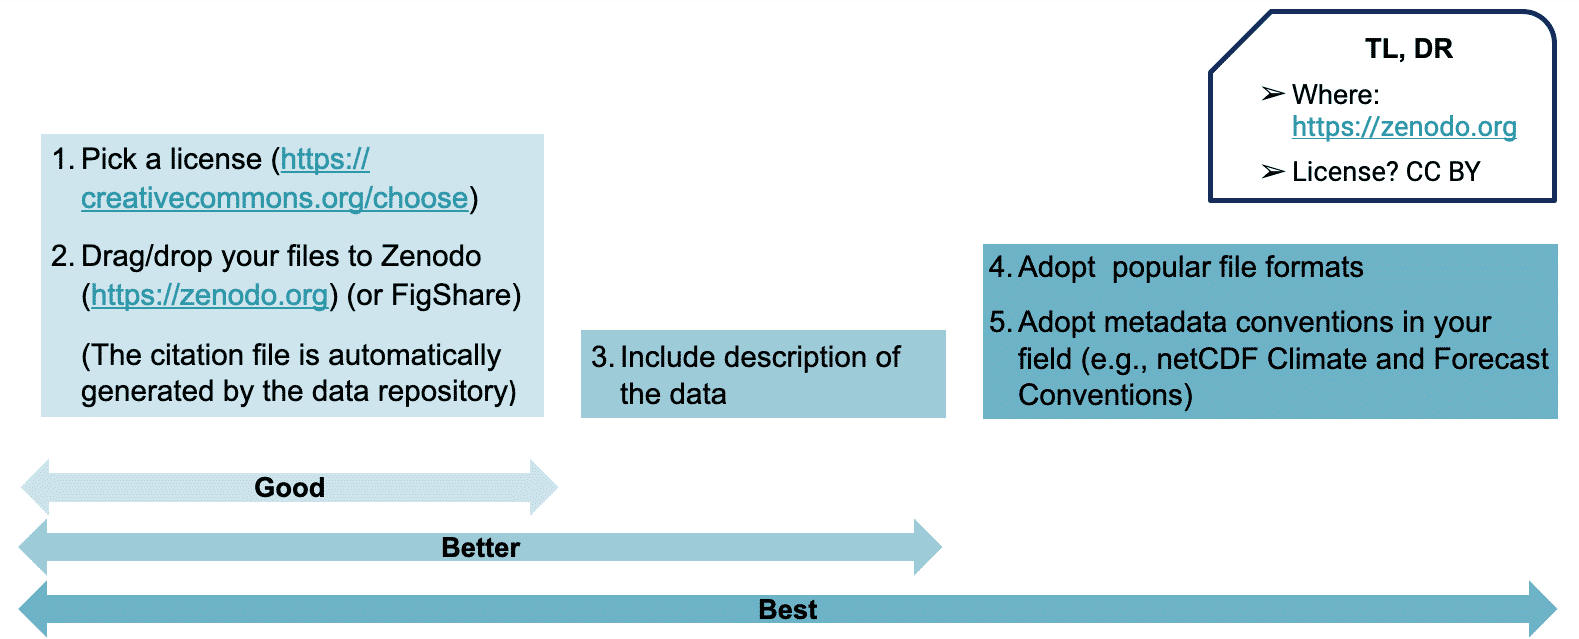 TL, DR
➢ Where:
https://zenodo.org
➢ License? CC BY
1. Pick a license (https://
creativecommons.org/choose)
2. Drag/drop your files to Zenodo
(https://zenodo.org) (or FigShare)
(The citation file is automatically
generated by the data repository)
3. Include description of
the data
4. Adopt  popular file formats
5. Adopt metadata conventions in your
field (e.g., netCDF Climate and Forecast
Conventions)
Good
Better
Best